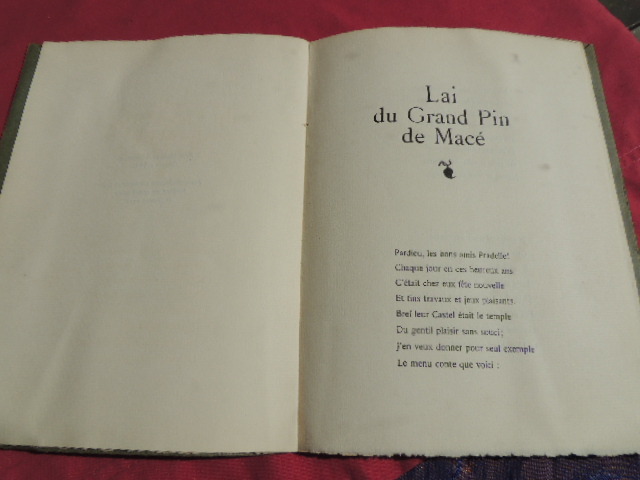 Lai
du Grand Pin
de Macé
Pardieu, les bons amis Pradelle!
Chaque jour en ces heureux ans
C'était chez eux fête nouvelle
Et fins travaux et jeux plaisants.
Bref leur Castel était le temple
Du gentil plaisir sans souci;
J'en veux donner pour seul exemple
Le menu conte que voici :